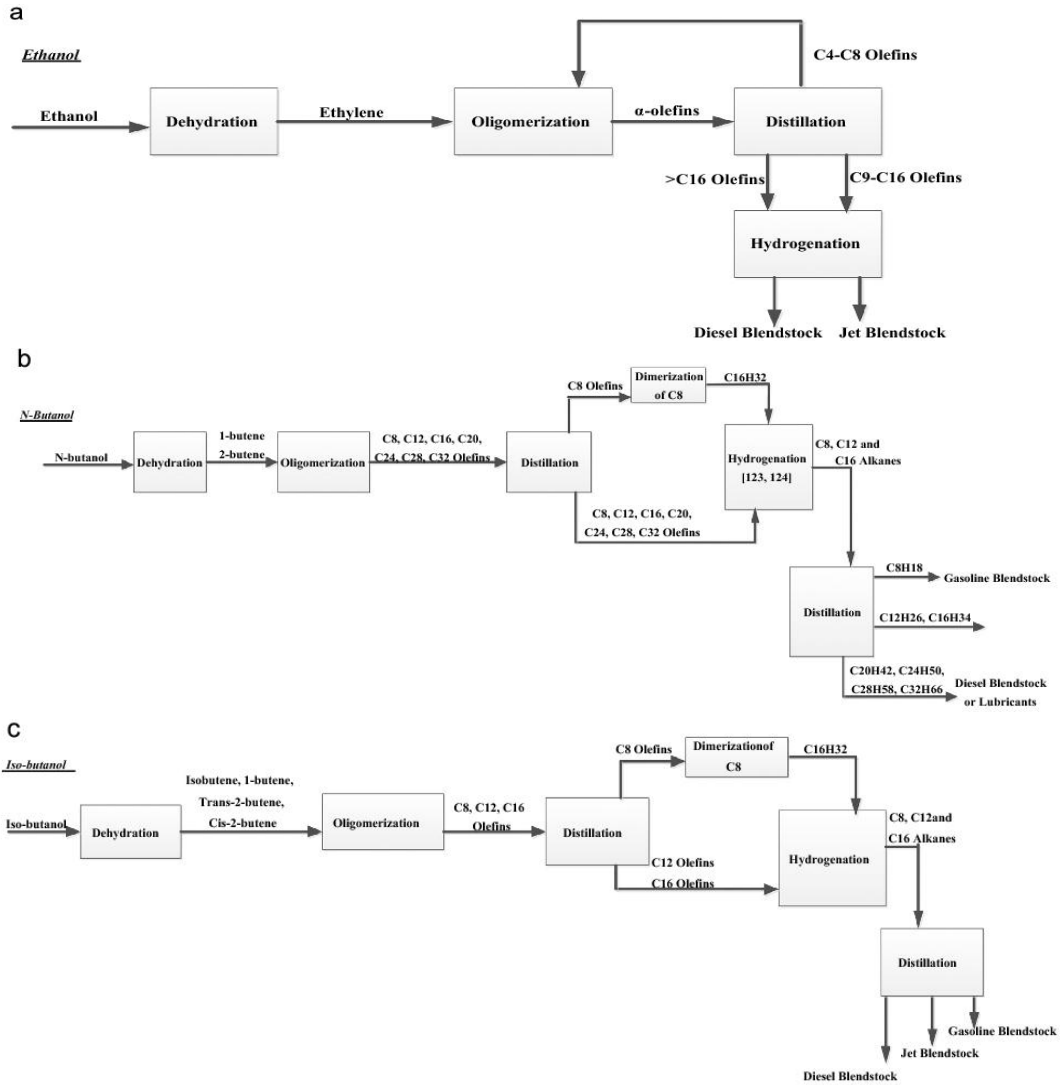 a
Ethanol
C4-C8 Olefins
Ethanol
Dehydration
Ethylene
Oligomerization
α-olefins
Distillation
>C16 Olefins
C9-C16 Olefins
Hydrogenation
Diesel Blendstock
Jet Blendstock
b
N-Butanol
N-butanol
Dehydration
1-butene
2-butene
Oligomerization
C8, C12, C16, C20,
C24, C28, C32 Olefins
Distillation
C8 Olefins
Dimerization
of C8
C16H32
C8, C12, C16, C20,
C24, C28, C32 Olefins
Hydrogenation
[123, 124]
C8, C12 and
C16 Alkanes
Distillation
C8H18
Gasoline Blendstock
C12H26, C16H34
C20H42, C24H50,
C28H58, C32H66
Diesel Blendstock
or Lubricants
c
Iso-butanol
Iso-butanol
Dehydration
Isobutene, 1-butene,
Trans-2-butene,
Cis-2-butene
Oligomerization
C8, C12, C16
Olefins
Distillation
C8 Olefins
Dimerizationof
C8
C16H32
C12 Olefins
C16 Olefins
Hydrogenation
C8, C12and
C16 Alkanes
Distillation
Gasoline Blendstock
Jet Blendstock
Diesel Blendstock